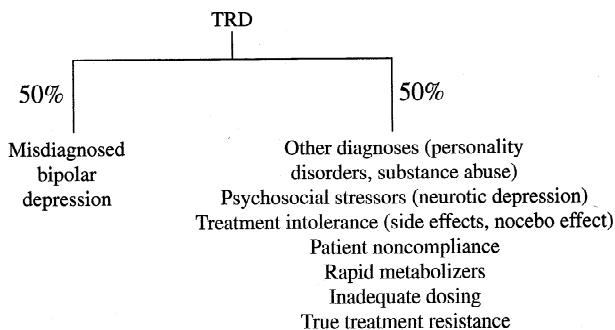 TRD
50%
50%
Misdiagnosed
bipolar
depression
Other diagnoses (personality
disorders, substance abuse)
Psychosocial stressors (neurotic depression)
Treatment intolerance (side effects, nocebo effect)
Patient noncompliance
Rapid metabolizers
Inadequate dosing
True treatment resistance